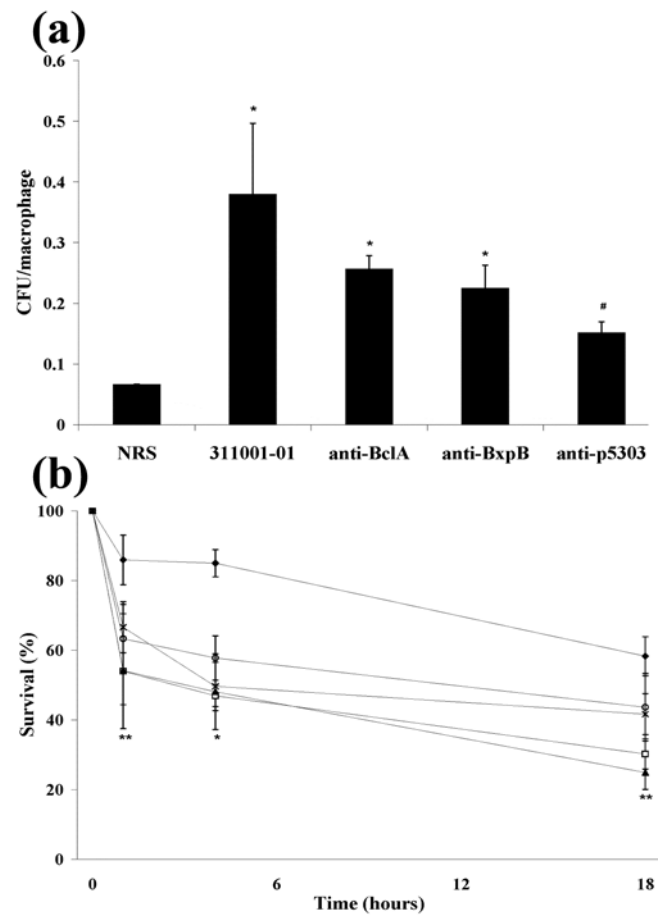 (a)
0.6
0.5
0.4
0.3
0.2
0.1
0
CFU/macrophage
*
*
*
#
NRS 311001-01 anti-BclA anti-BxpB anti-p5303
(b)
100
80
60
40
20
0
Survival (%)
** * **
0 6 12 18
Time (hours)